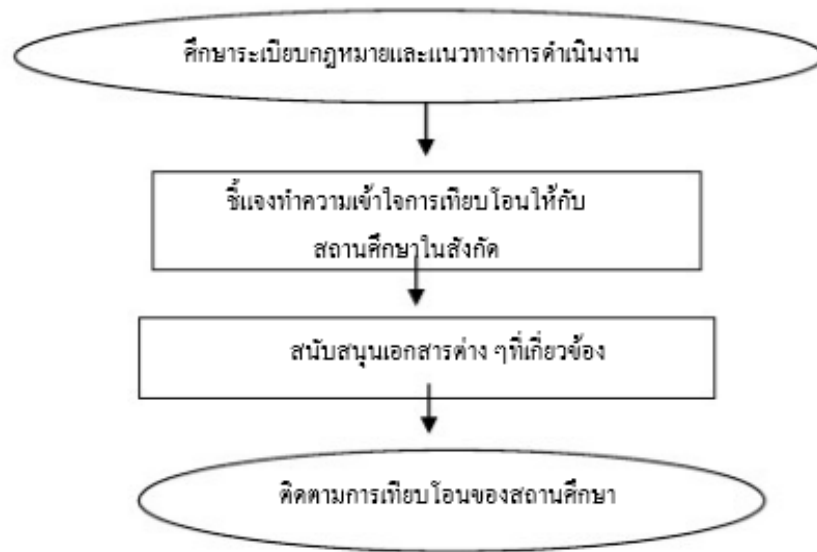 ศึกษาระเบียบกฎหมายและแนวทางการดำเนินงาน
ชี้แจงทำความเข้าใจการเทียบโอนให้กับ
สถานศึกษาในสังกัด
สนับสนุนเอกสารต่าง ๆที่เกี่ยวข้อง
ติดตามการเทียบโอนของสถานศึกษา